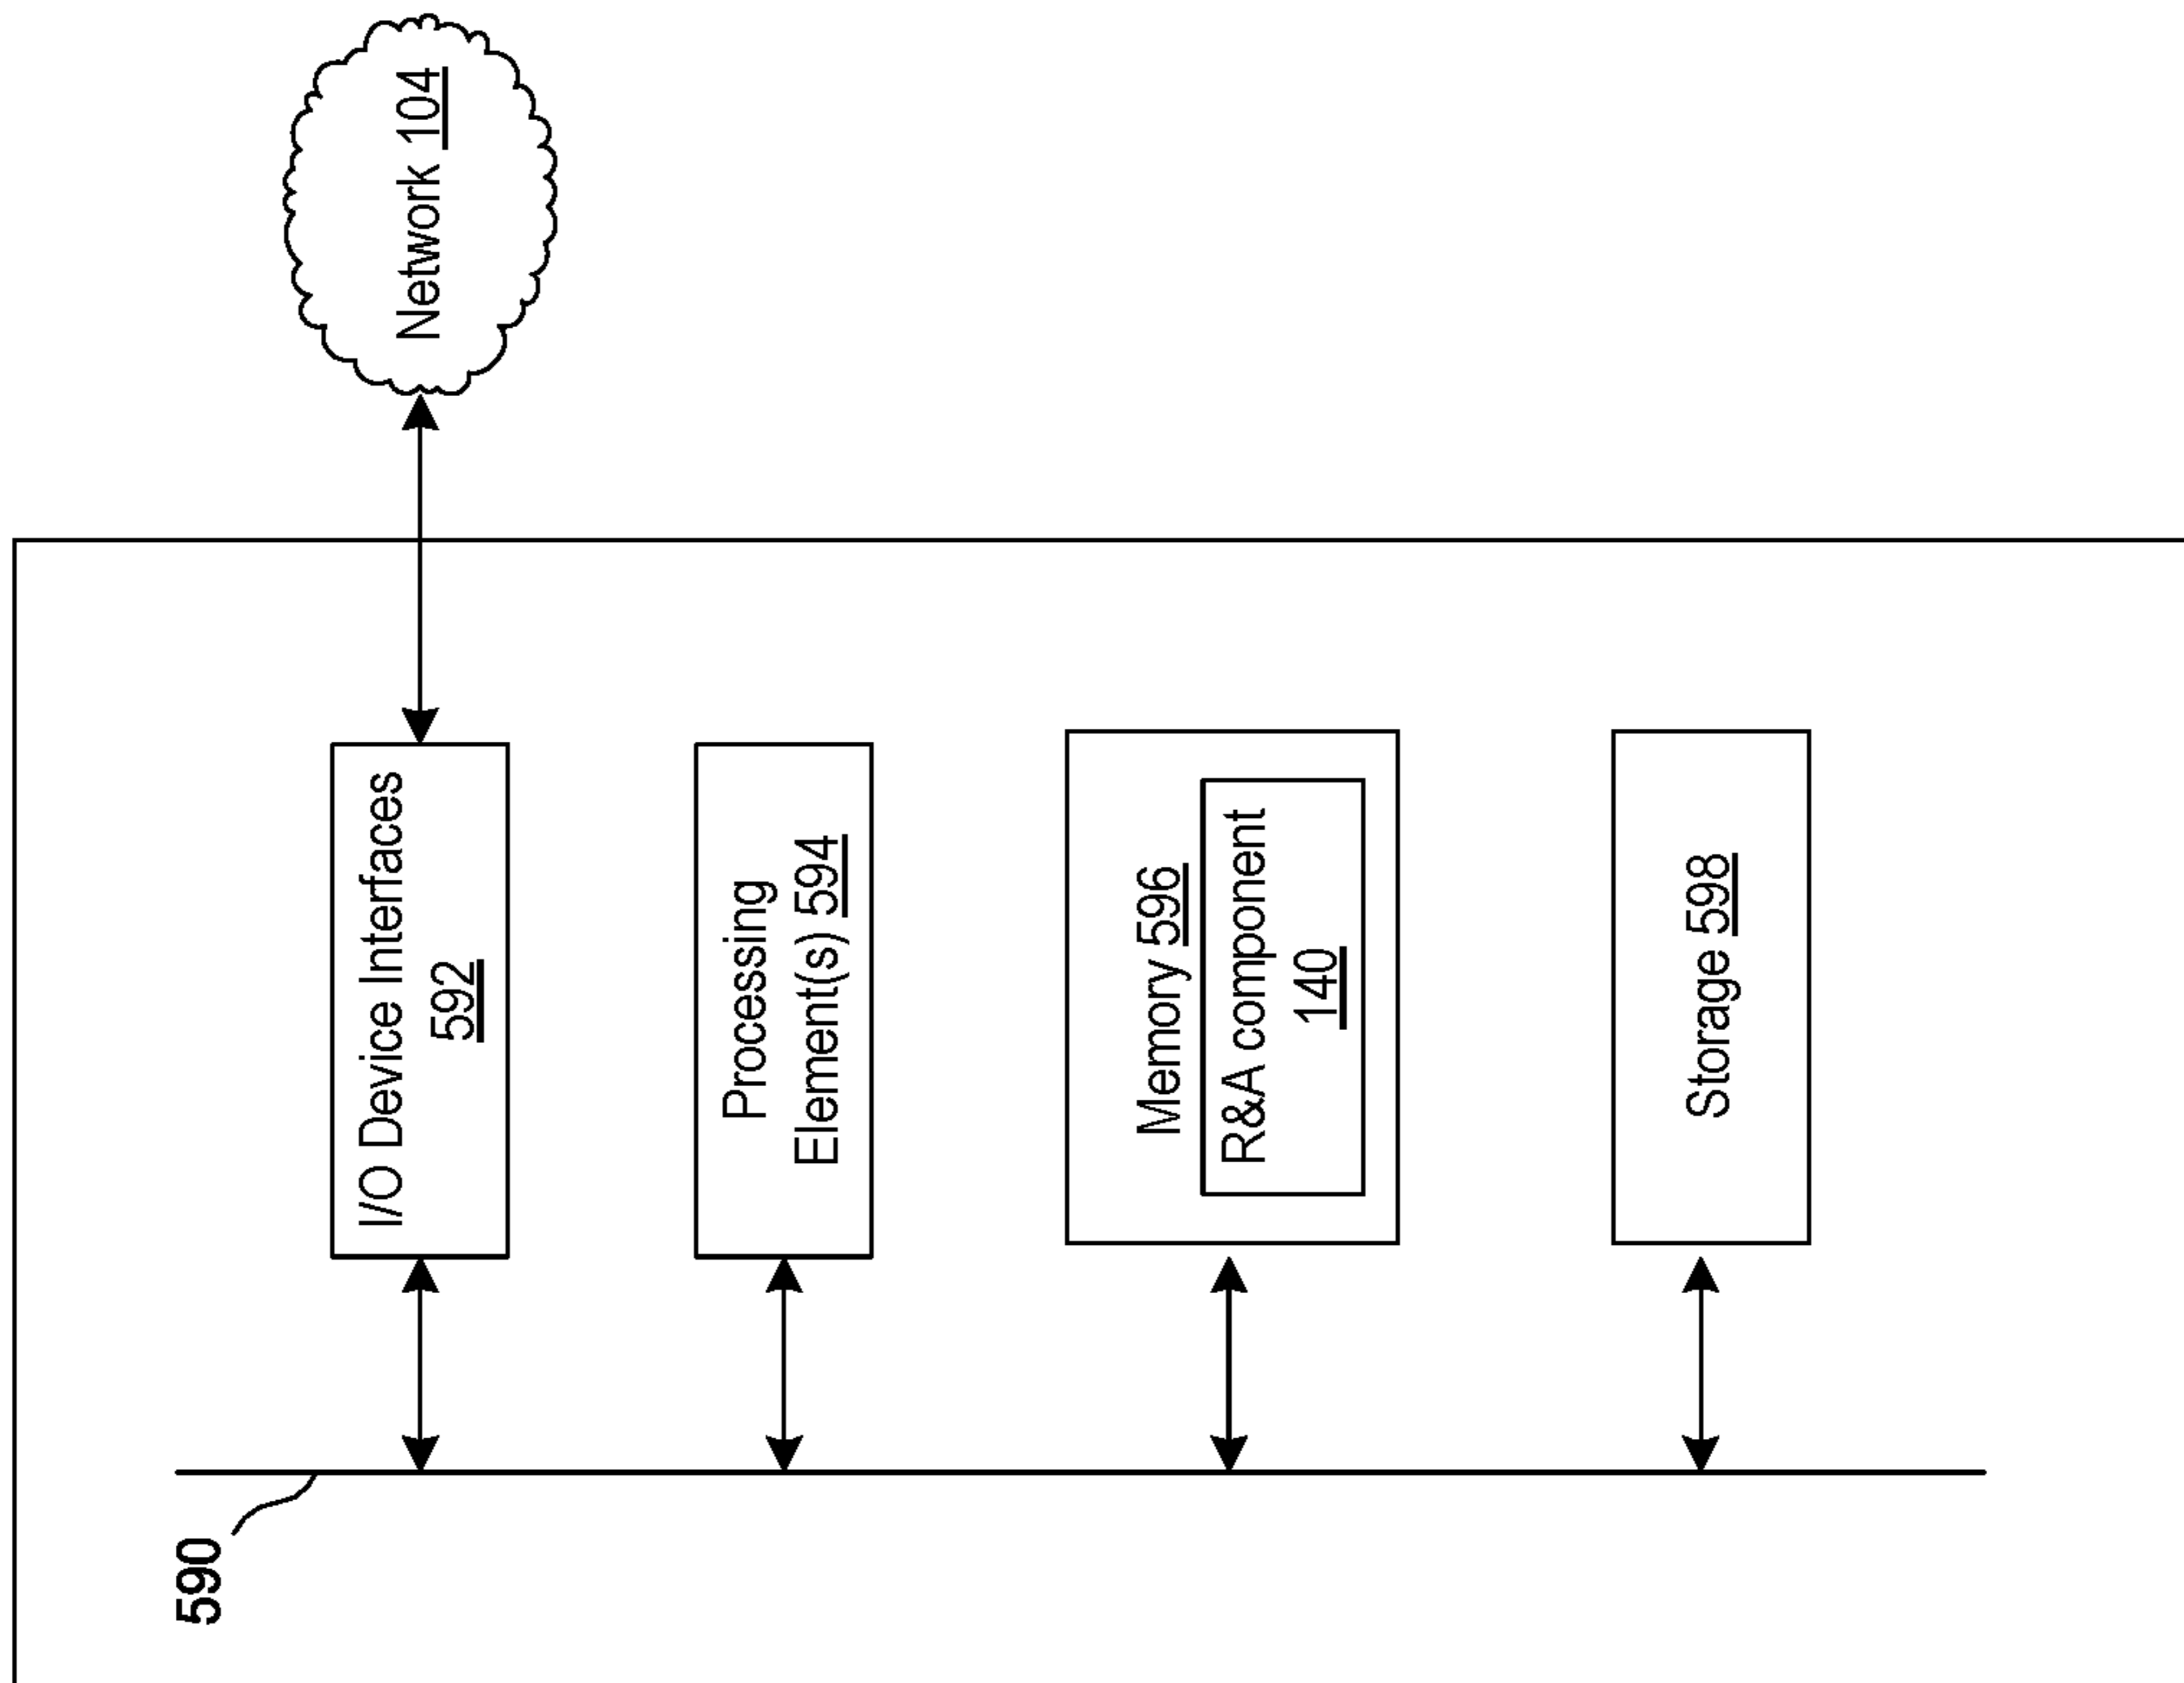 Network 104
I/O Device Interfaces
592
Processing
Element(s) 594
Memory 596
R&A component
140
Storage 598
590